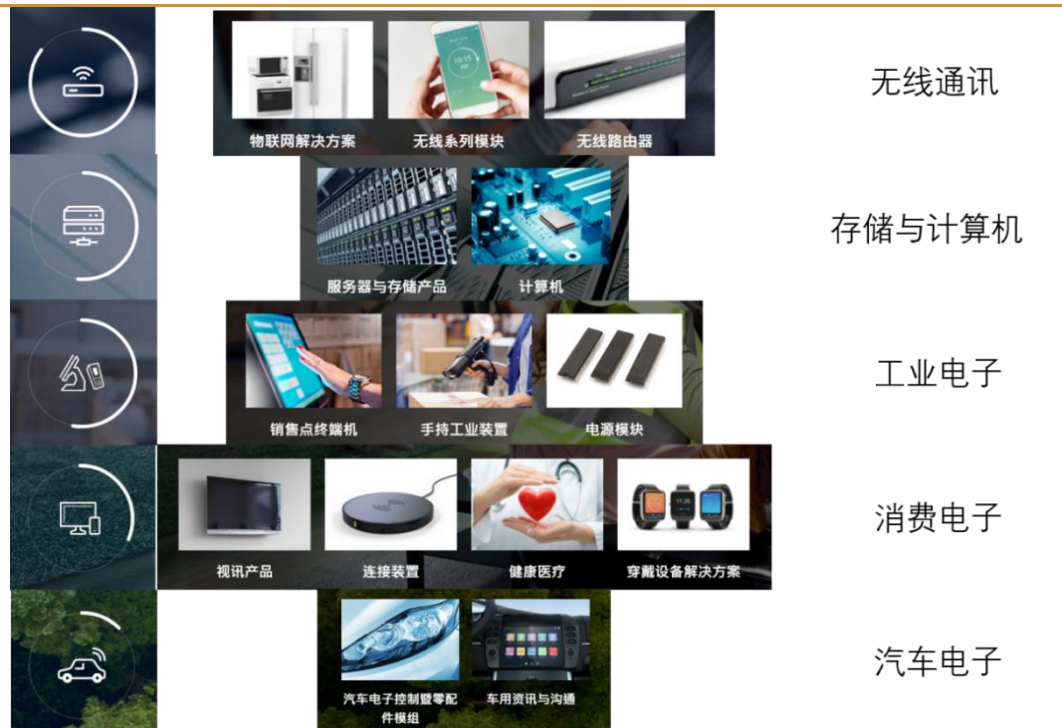 物联网解决方案
无线系列模块
无线路由器
无线通讯
服务器与存储产品
计算机
存储与计算机
销售点终端机
手持工业装置
电源模块
工业电子
视讯产品
连接装置
健康医疗
穿戴设备解决方案
消费电子
汽车电子控制暨零配
件模组
车用资讯与沟通
汽车电子
10:15
AM
11:26